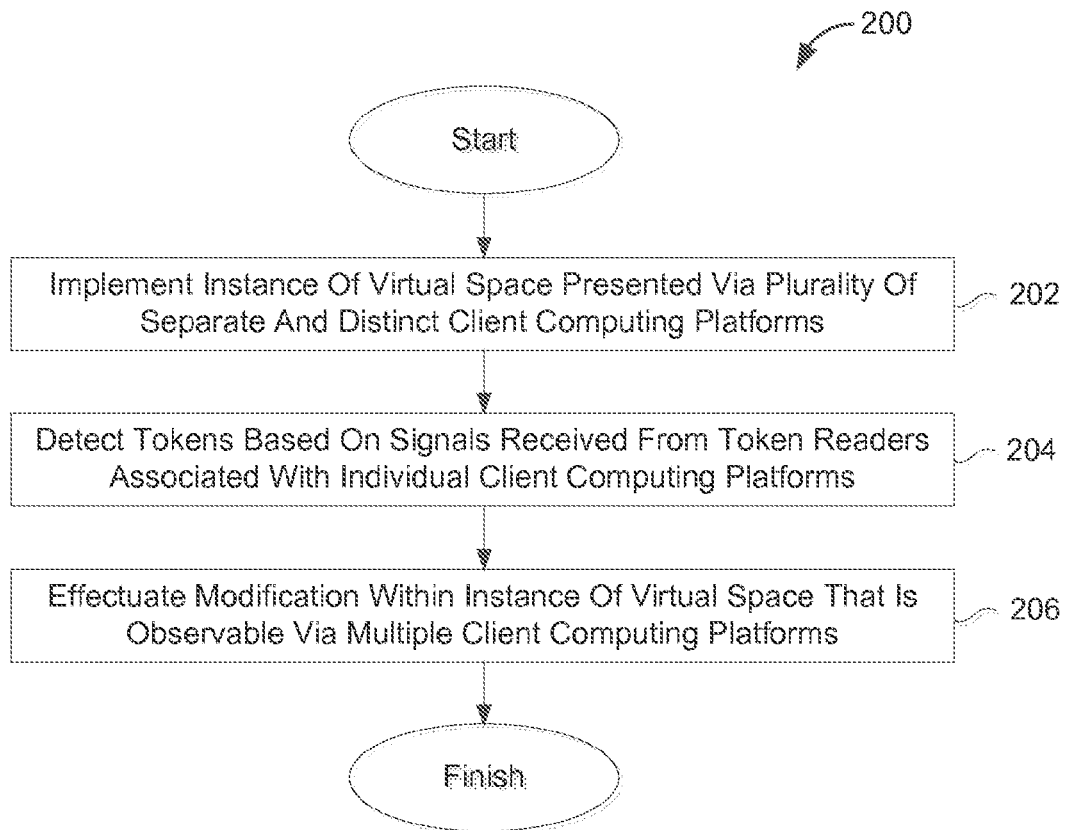 200
Start
Implement Instance Of Virtual Space Presented Via Plurality Of
Separate And Distinct Client Computing Platforms
202
Detect Tokens Based On Signals Received From Token Readers
Associated With Individual Client Computing Platforms
204
Effectuate Modification Within Instance Of Virtual Space That Is
Observable Via Multiple Client Computing Platforms
206
Finish